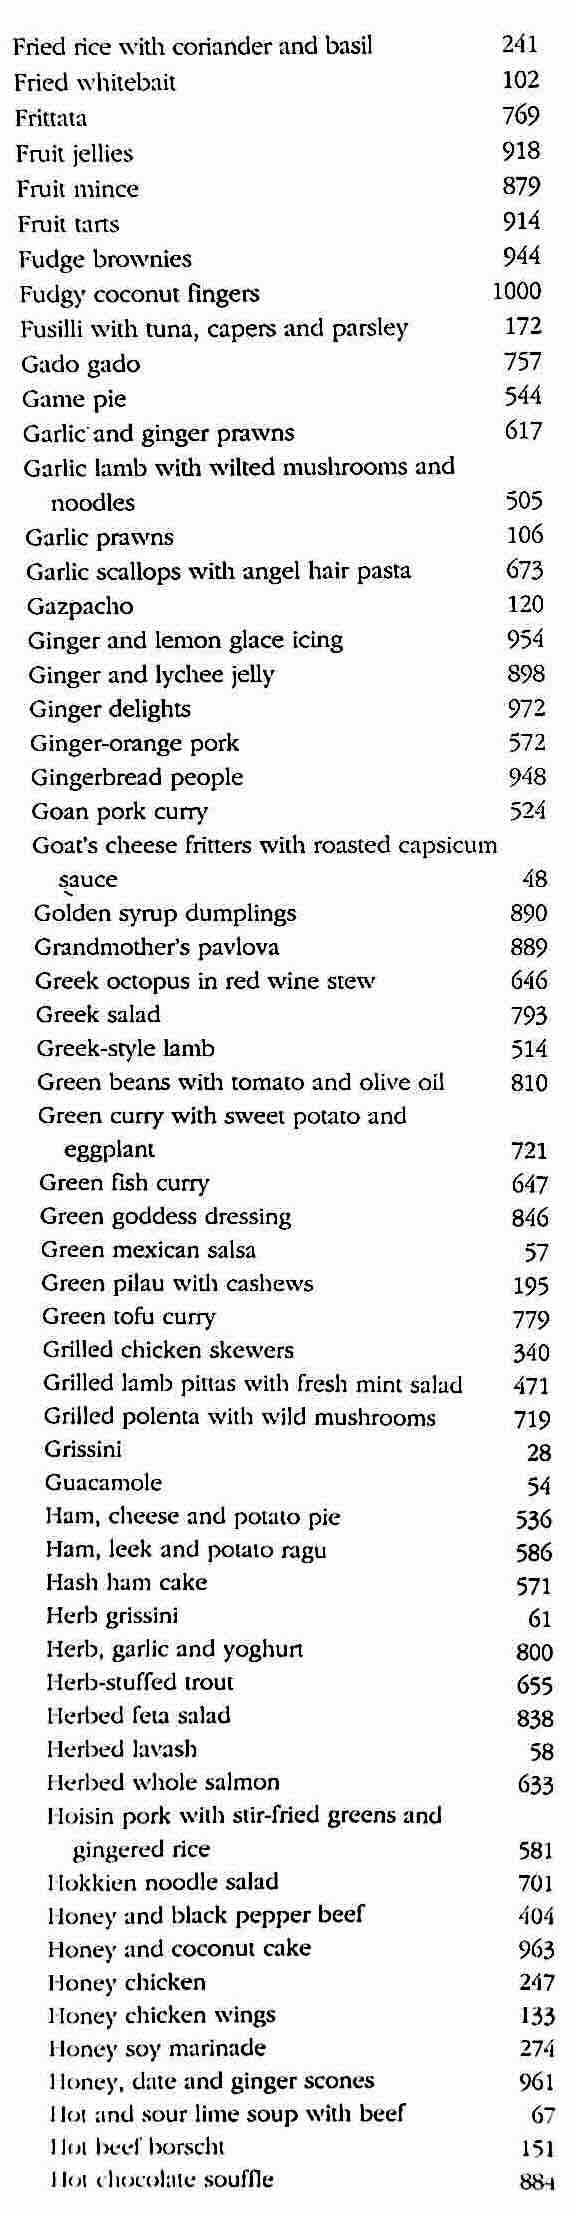 Fried rice with coriander and basil 241
Fried whitebait 102
Frittata 769
Fruit jellies 918
Fruit mince 879
Fruit tarts 914
Fudge brownies 944
Fudgy coconut fingers 1000
Fusilli with tuna, capers and parsley 172
Gado gado 757
Game pie 544
Garlic and ginger prawns 617
Garlic lamb with wilted mushrooms and
noodles 505
Garlic prawns 106
Garlic scallops with angel hair pasta 673
Gazpacho 120
Ginger and lemon glace icing 954
Ginger and lychee jelly 898
Ginger delights 972
Ginger-orange pork 572
Gingerbread people 948
Goan pork curry 524
Goat's cheese fritters with roasted capsicum
sauce 48
Golden syrup dumplings 890
Grandmother's pavlova 889
Greek octopus in red wine stew 646
Greek salad 793
Greek-style lamb 514
Green beans with tomato and olive oil 810
Green curry with sweet potato and
eggplant 721
Green fish curry 647
Green goddess dressing 846
Green mexican salsa 57
Green pilau with cashews 195
Green tofu curry 779
Grilled chicken skewers 340
Grilled lamb pittas with fresh mint salad 471
Grilled polenta with wild mushrooms 719
Grissini 28
Guacamole 54
Ham, cheese and potato pie 536
Ham, leek and potato ragu 586
Hash ham cake 571
Herb grissini 61
Herb, garlic and yoghurt 800
Herb-stuffed trout 655
Herbed feta salad 838
Herbed lavash 58
Herbed whole salmon 633
Hoisin pork with stir-fried greens and
gingered rice 581
Hokkien noodle salad 701
Honey and black pepper beef 404
Honey and coconut cake 963
Honey chicken 247
Honey chicken wings 133
Honey soy marinade 274
Honey, date and ginger scones 961
Hot and sour lime soup with beef 67
Hot beef borscht 151
Hot chocolate souffle 884